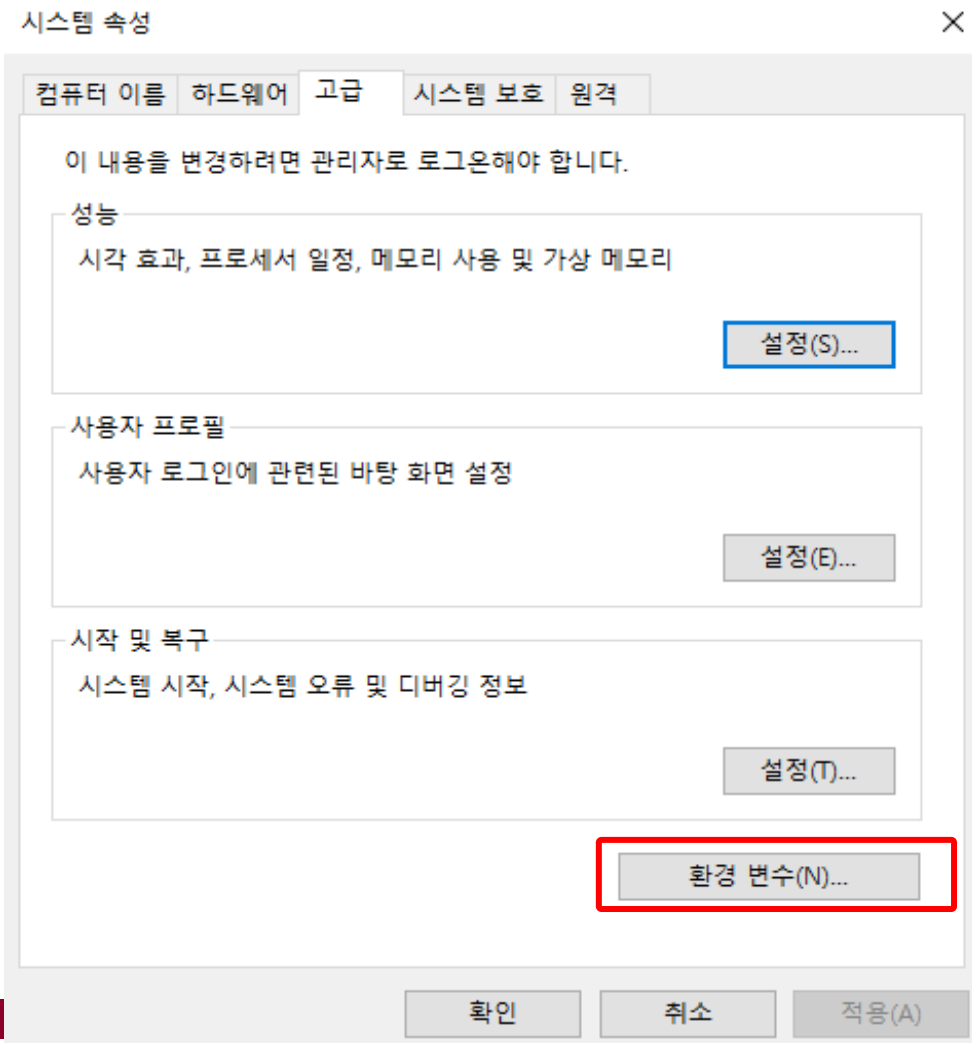 시스템 속성
컴퓨터 이름 하드웨어 고급 시스템 보호 원격
이 내용을 변경하려면 관리자로 로그온해야 합니다.
성능
시각 효과, 프로세서 일정, 메모리 사용 및 가상 메모리
설정(S)...
사용자 프로필
사용자 로그인에 관련된 바탕 화면 설정
설정(E)...
시작 및 복구
시스템 시작, 시스템 오류 및 디버깅 정보
설정(T)...
환경 변수(N)...
확인 취소 적용(A)